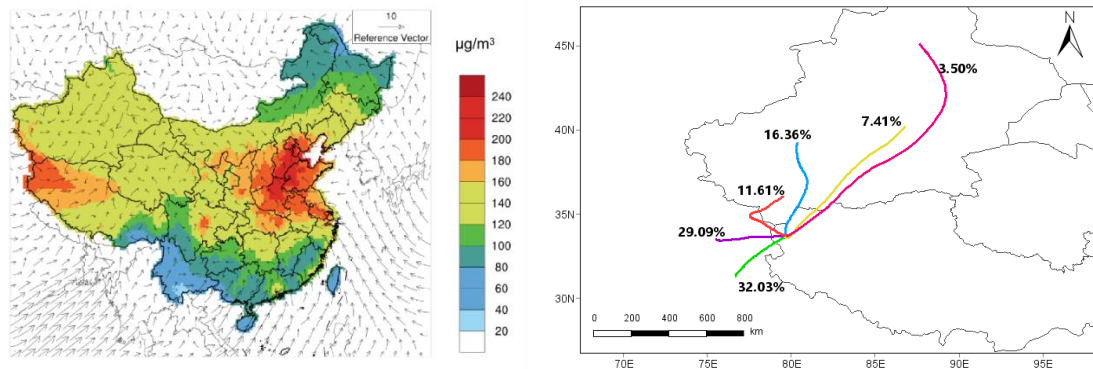 10
Reference Vector
µg/m³
240
220
200
180
160
140
120
100
80
60
40
20
N
45N
40N
35N
30N
3.50%
7.41%
16.36%
11.61%
29.09%
32.03%
0 200 400 600 800
km
70E 75E 80E 85E 90E 95E